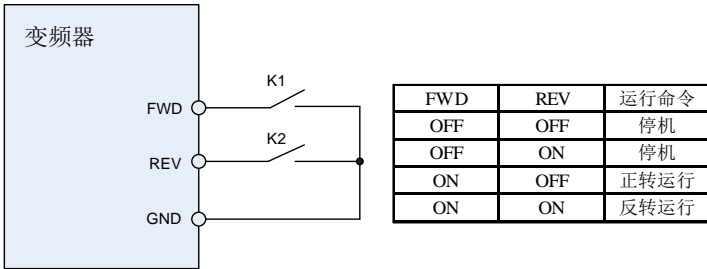 变频器
K1
FWD
K2
REV
GND
FWD REV 运行命令
OFF OFF 停机
OFF ON 停机
ON OFF 正转运行
ON ON 反转运行